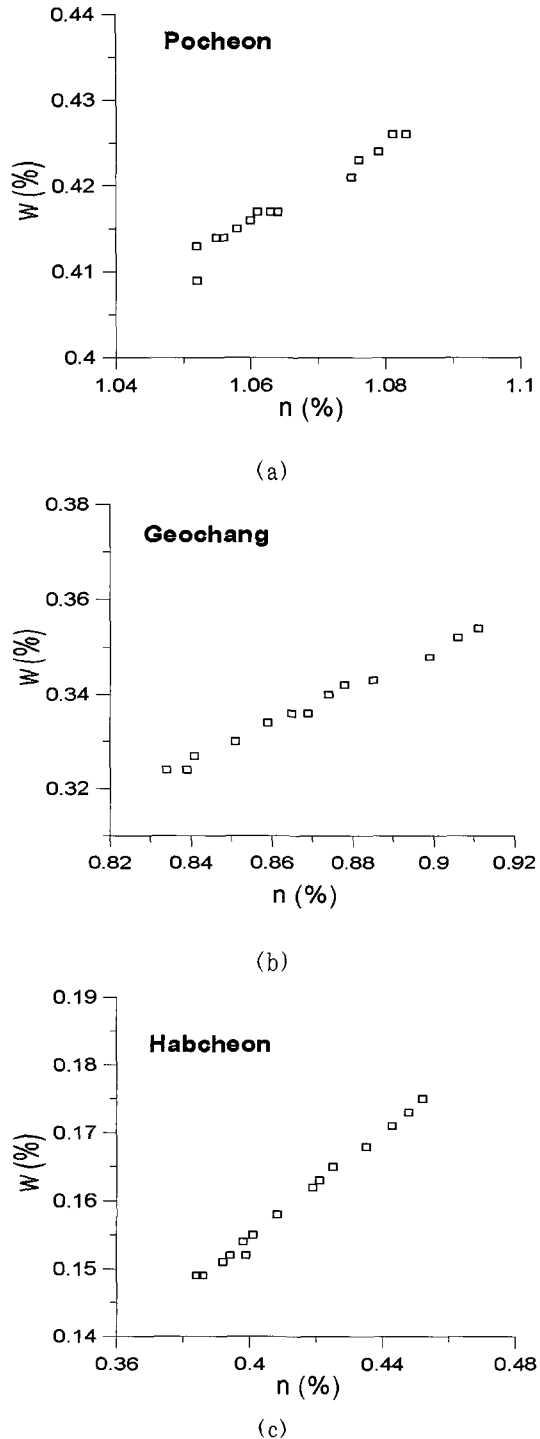 Pocheon
0.44
0.43
0.42
0.41
0.4
w (%)
1.04
1.06
1.08
1.1
n (%)
(a)
Geochang
0.38
0.36
0.34
0.32
w (%)
0.82
0.84
0.86
0.88
0.9
0.92
n (%)
(b)
Habcheon
0.19
0.18
0.17
0.16
0.15
0.14
w (%)
0.36
0.4
0.44
0.48
n (%)
(c)